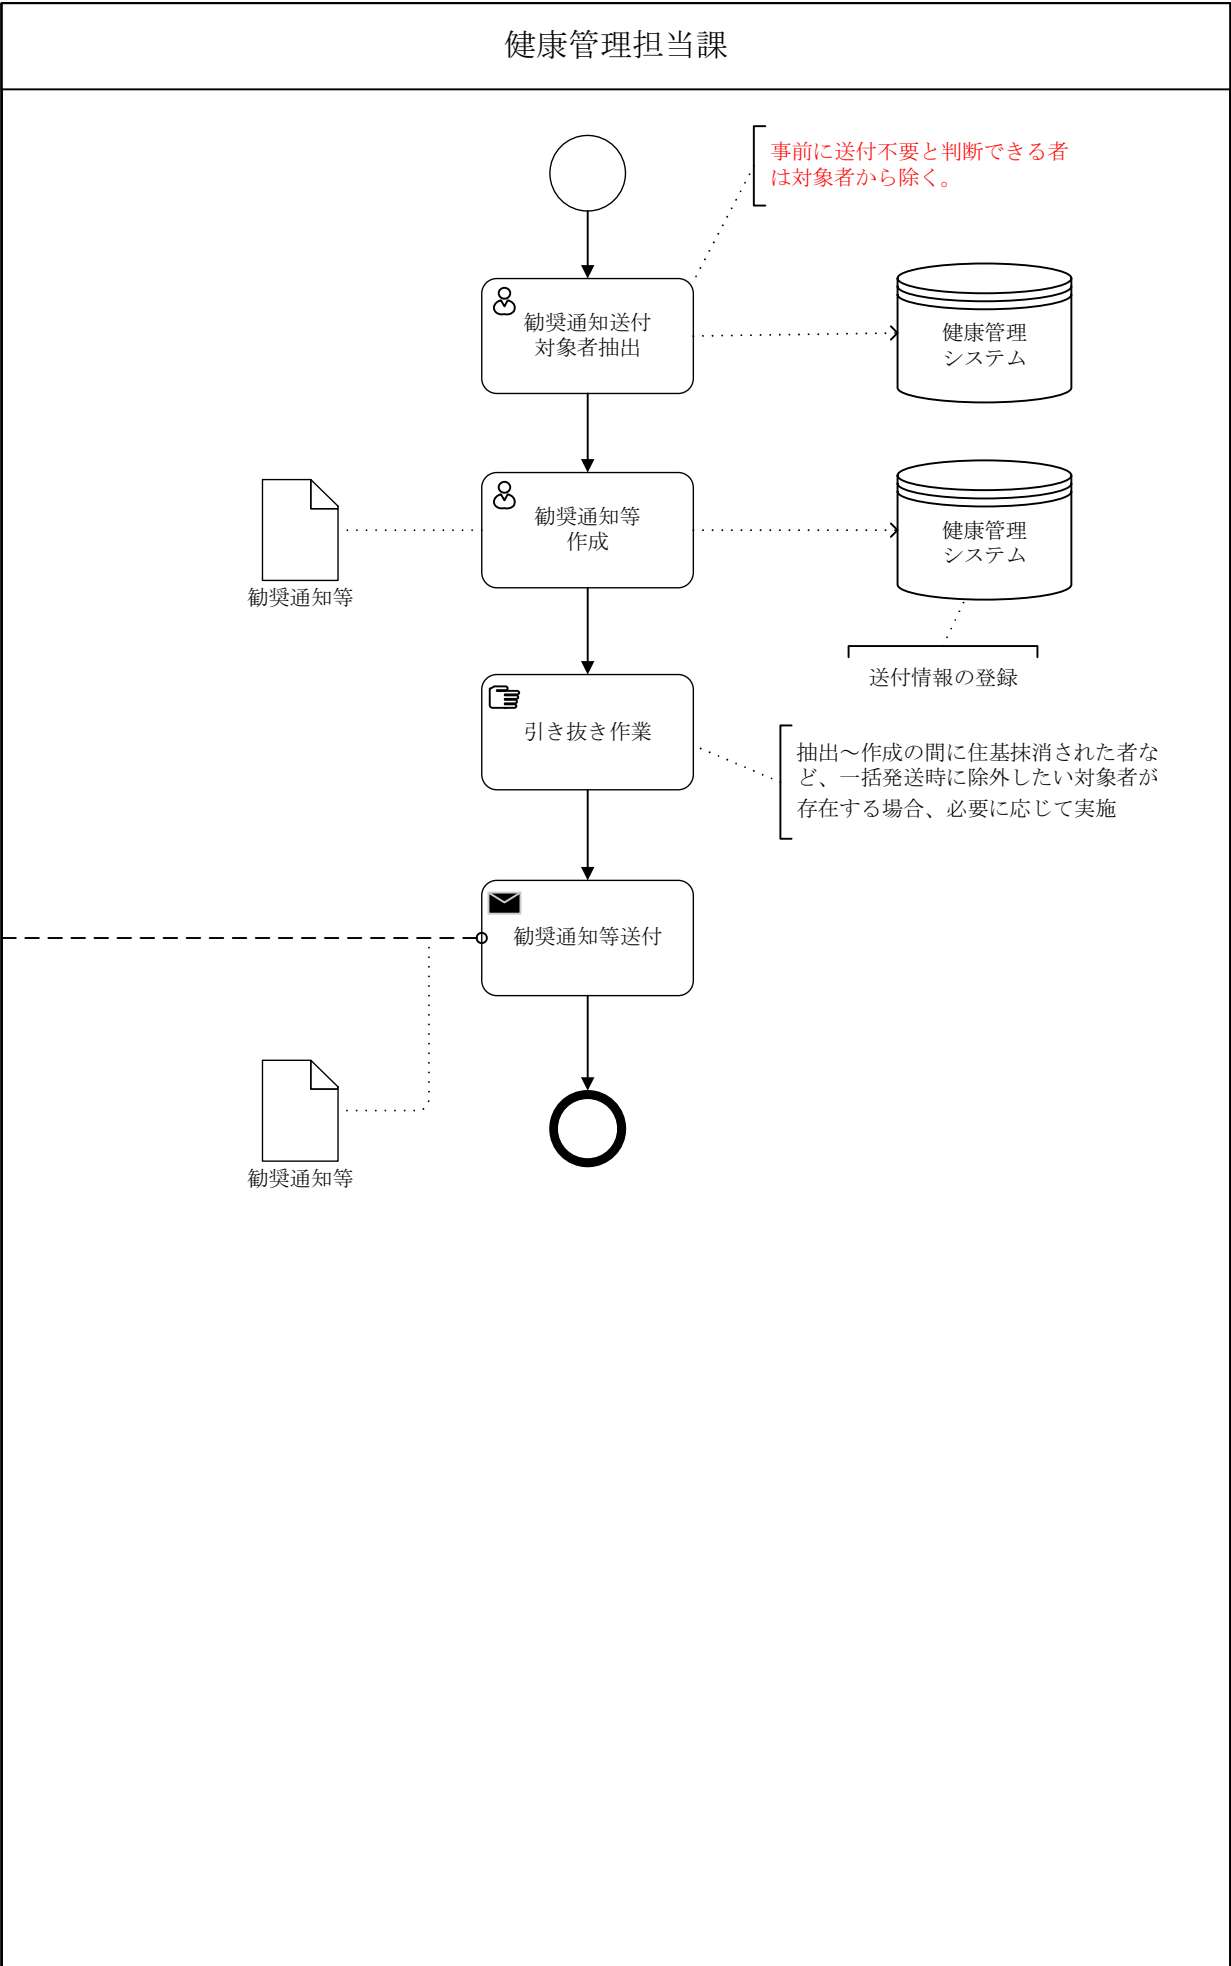 健康管理担当課
事前に送付不要と判断できる者
は対象者から除く。
勧奨通知送付
対象者抽出
健康管理
システム
勧奨通知等
作成
健康管理
システム
勧奨通知等
送付情報の登録
引き抜き作業
抽出～作成の間に住基抹消された者な
ど、一括発送時に除外したい対象者が
存在する場合、必要に応じて実施
勧奨通知等送付
勧奨通知等